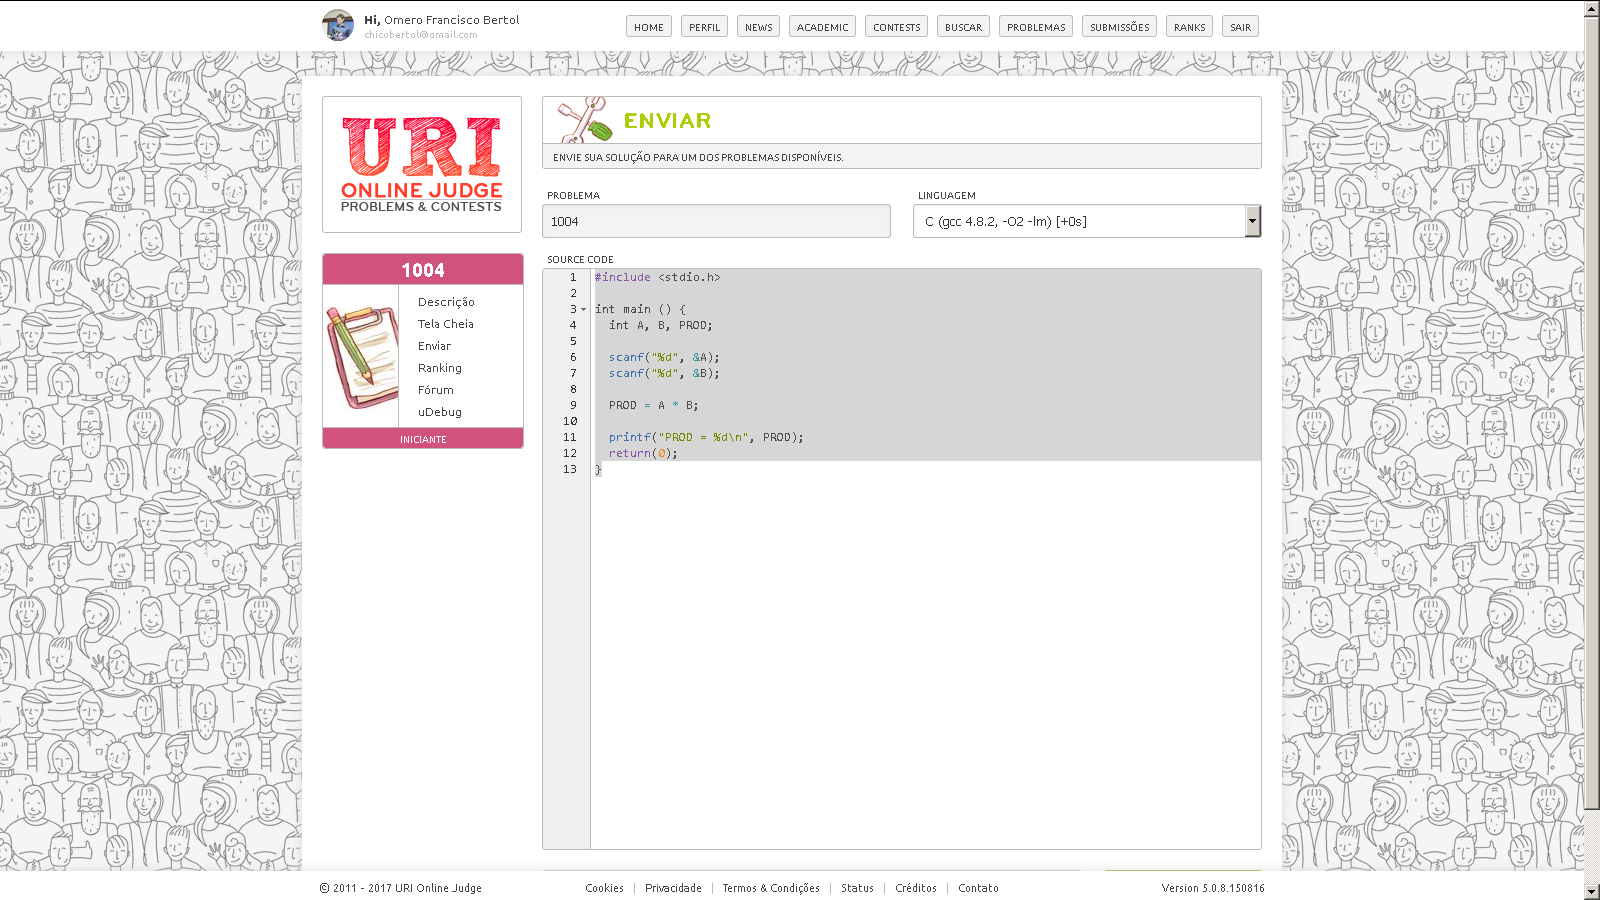 Hi, Omero Francisco Bertol
chicobertol@gmail.com
HOME PERFIL NEWS ACADEMIC CONTESTS BUSCAR PROBLEMAS SUBMISSÕES RANKS SAIR
URI
ONLINE JUDGE
PROBLEMS & CONTESTS
ENVIAR
ENVIE SUA SOLUÇÃO PARA UM DOS PROBLEMAS DISPONÍVEIS.
PROBLEMA
1004
LINGUAGEM
C (gcc 4.8.2, -O2 -lm) [+0s]
1004
Descrição
Tela Cheia
Enviar
Ranking
Fórum
uDebug
INICIANTE
SOURCE CODE
1 #include <stdio.h>
2
3 int main () {
4 int A, B, PROD;
5
6 scanf("%d", &A);
7 scanf("%d", &B);
8
9 PROD = A * B;
10
11 printf("PROD = %d\n", PROD);
12 return(0);
13 }
© 2011 - 2017 URI Online Judge
Cookies | Privacidade | Termos & Condições | Status | Créditos | Contato
Version 5.0.8.150816